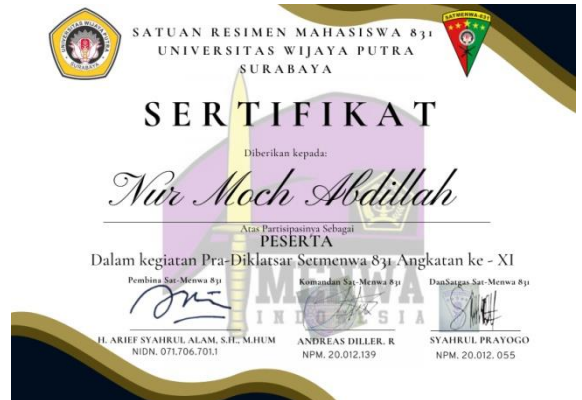 SATUAN RESIMEN MAHASISWA 831
UNIVERSITAS WIJAYA PUTRA
SURABAYA
SERTIFIKAT
Diberikan kepada:
Nur Moch Abdillah
Atas Partisipasinya Sebagai
PESERTA
Dalam kegiatan Pra-Diklatsar Setmenwa 831 Angkatan ke - XI
Pembina Sat-Menwa 831
Komandan Sat-Menwa 831
DanSatgas Sat-Menwa 831
MENWA
INDONESIA
H. ARIEF SYAHRUL ALAM, S.H., M.HUM
NIDN. 071.706.701.1
ANDREAS DILLER. R
NPM. 20.012.139
SYAHRUL PRAYOGO
NPM. 20.012. 055